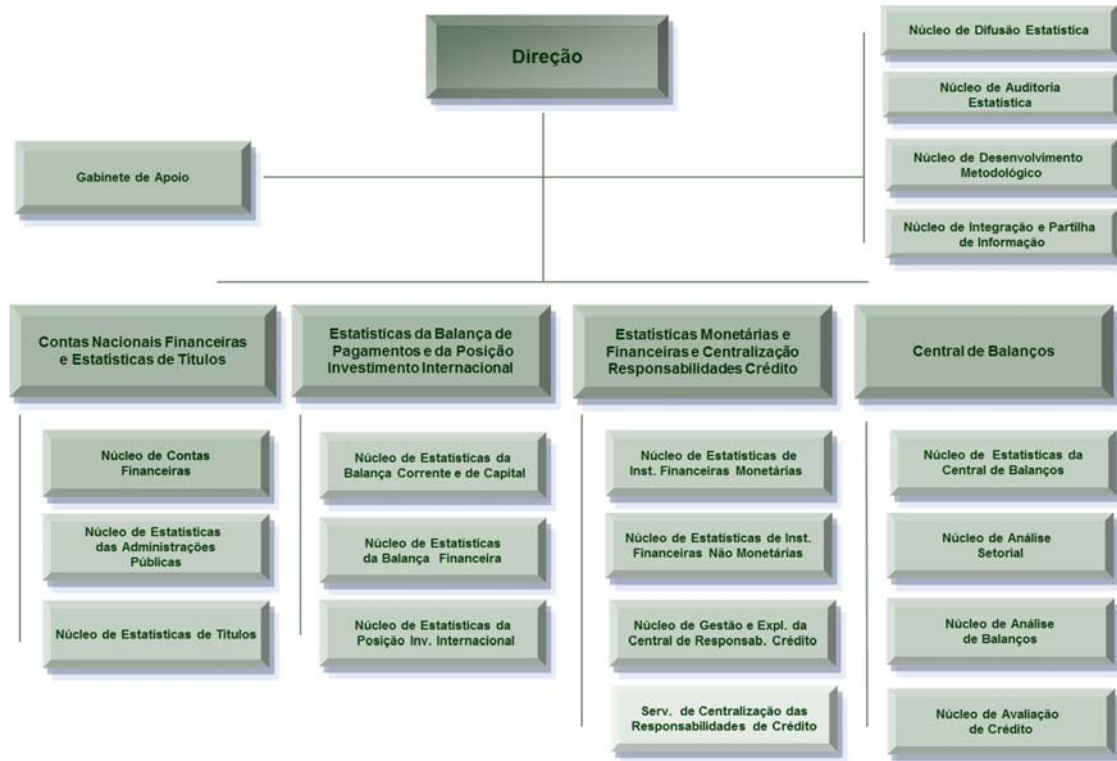 Direção
Núcleo de Difusão Estatística
Núcleo de Auditoria
Estatística
Núcleo de Desenvolvimento
Metodológico
Núcleo de Integração e Partilha
de Informação
Gabinete de Apoio
Contas Nacionais Financeiras
e Estatísticas de Títulos
Núcleo de Contas
Financeiras
Núcleo de Estatísticas
das Administrações
Públicas
Núcleo de Estatísticas de Títulos
Estatísticas da Balança de
Pagamentos e da Posição
Investimento Internacional
Núcleo de Estatísticas da
Balança Corrente e de Capital
Núcleo de Estatísticas
da Balança Financeira
Núcleo de Estatísticas da
Posição Inv. Internacional
Estatísticas Monetárias e
Financeiras e Centralização
Responsabilidades Crédito
Núcleo de Estatísticas de
Inst. Financeiras Monetárias
Núcleo de Estatísticas de Inst.
Financeiras Não Monetárias
Núcleo de Gestão e Expl. da
Central de Responsab. Crédito
Serv. de Centralização das
Responsabilidades de Crédito
Central de Balanços
Núcleo de Estatísticas da
Central de Balanços
Núcleo de Análise
Setorial
Núcleo de Análise
de Balanços
Núcleo de Avaliação
de Crédito